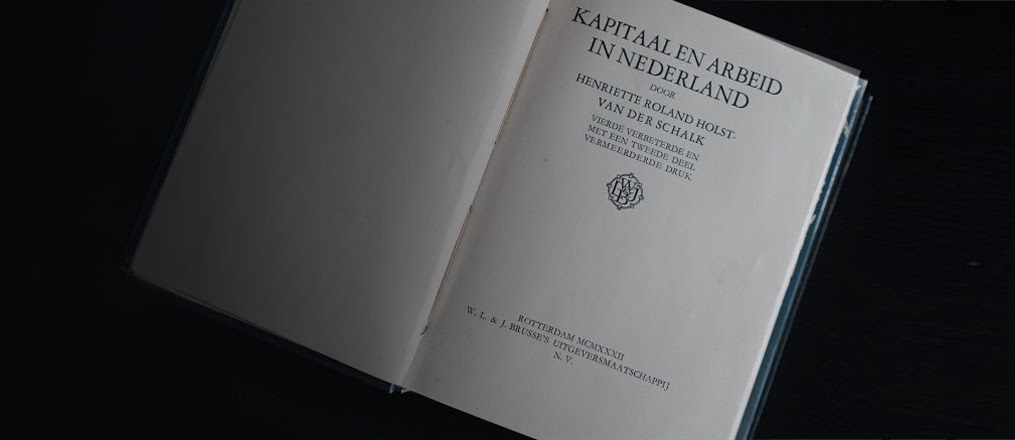 KAPITAAL EN ARBEID
IN NEDERLAND
DOOR
HENRIETTE ROLAND HOLST-
VAN DER SCHALK
VIERDE VERBETERDE EN
MET EEN TWEEDE DEEL
VERMEERDERDE DRUK
ROTTERDAM MCMXXXII
W. L. & J. BRUSSE'S UITGEVERSMAATSCHAPPIJ
N. V.